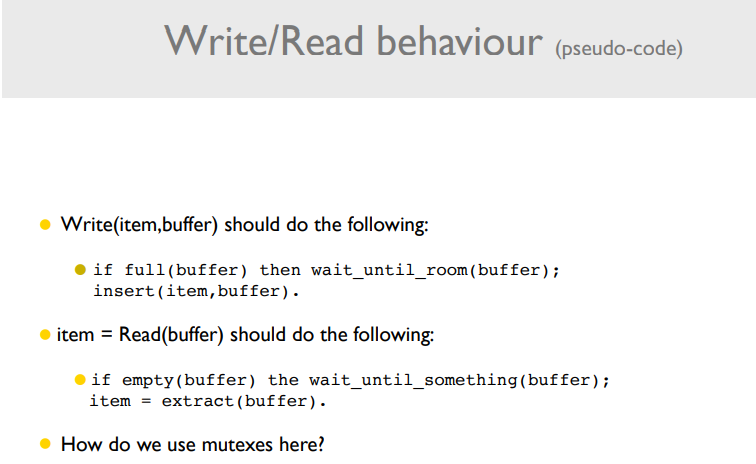 Write/Read behaviour (pseudo-code)
Write(item,buffer) should do the following:
if full(buffer) then wait_until_room(buffer);
insert(item,buffer).
item = Read(buffer) should do the following:
if empty(buffer) the wait_until_something(buffer);
item = extract(buffer).
How do we use mutexes here?